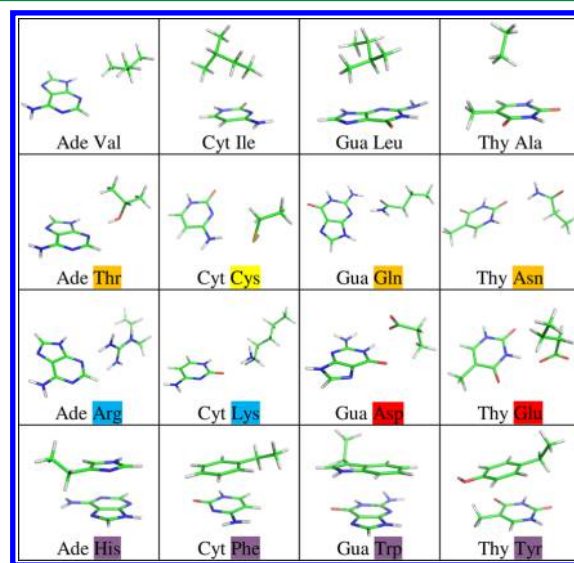 Ade Val
Cyt Ile
Gua Leu
Thy Ala
Ade Thr
Cyt Cys
Gua Gln
Thy Asn
Ade Arg
Cyt Lys
Gua Asp
Thy Glu
Ade His
Cyt Phe
Gua Trp
Thy Tyr